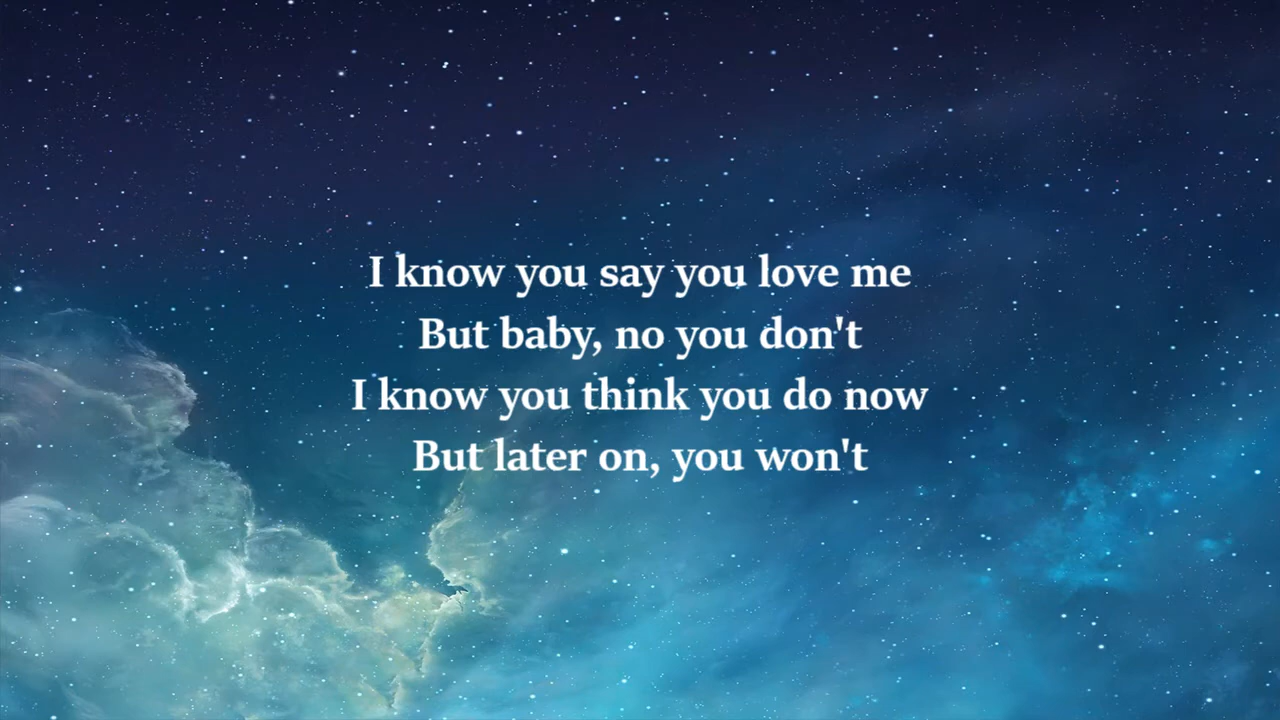 I know you say you love me
But baby, no you don't
I know you think you do now
But later on, you won't